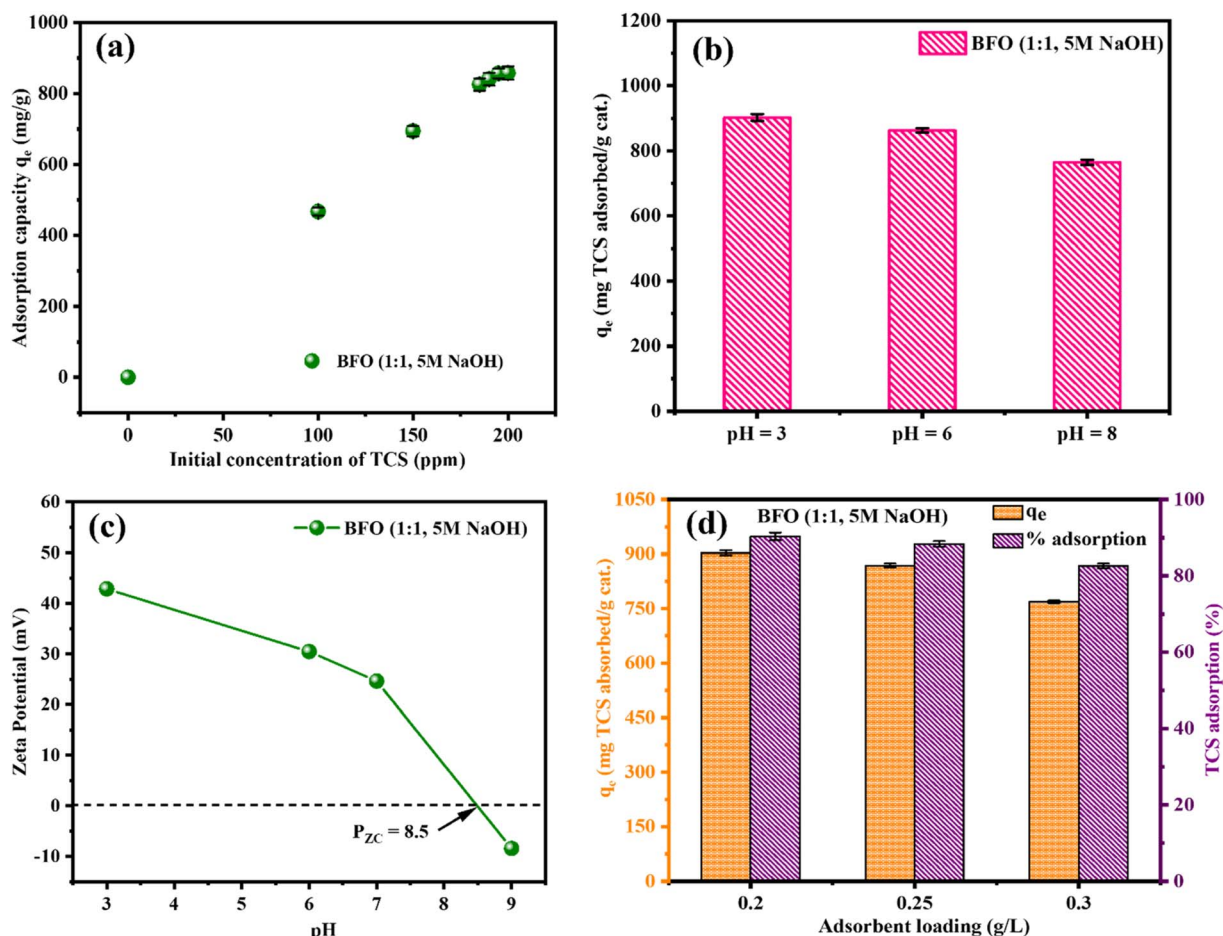 (a)
1000
800
600
400
200
0
Adsorption capacity qe (mg/g)
BFO (1:1, 5M NaOH)
0 50 100 150 200
Initial concentration of TCS (ppm)
(b)
BFO (1:1, 5M NaOH)
1200
1000
800
600
400
200
0
qe (mg TCS adsorbed/g cat.)
pH = 3 pH = 6 pH = 8
(c)
BFO (1:1, 5M NaOH)
60
50
40
30
20
10
0
-10
Zeta Potential (mV)
PZC = 8.5
3 4 5 6 7 8 9
pH
(d)
BFO (1:1, 5M NaOH)
qe
% adsorption
1050
900
750
600
450
300
150
0
qe (mg TCS absorbed/g cat.)
100
80
60
40
20
0
TCS adsorption (%)
0.2 0.25 0.3
Adsorbent loading (g/L)